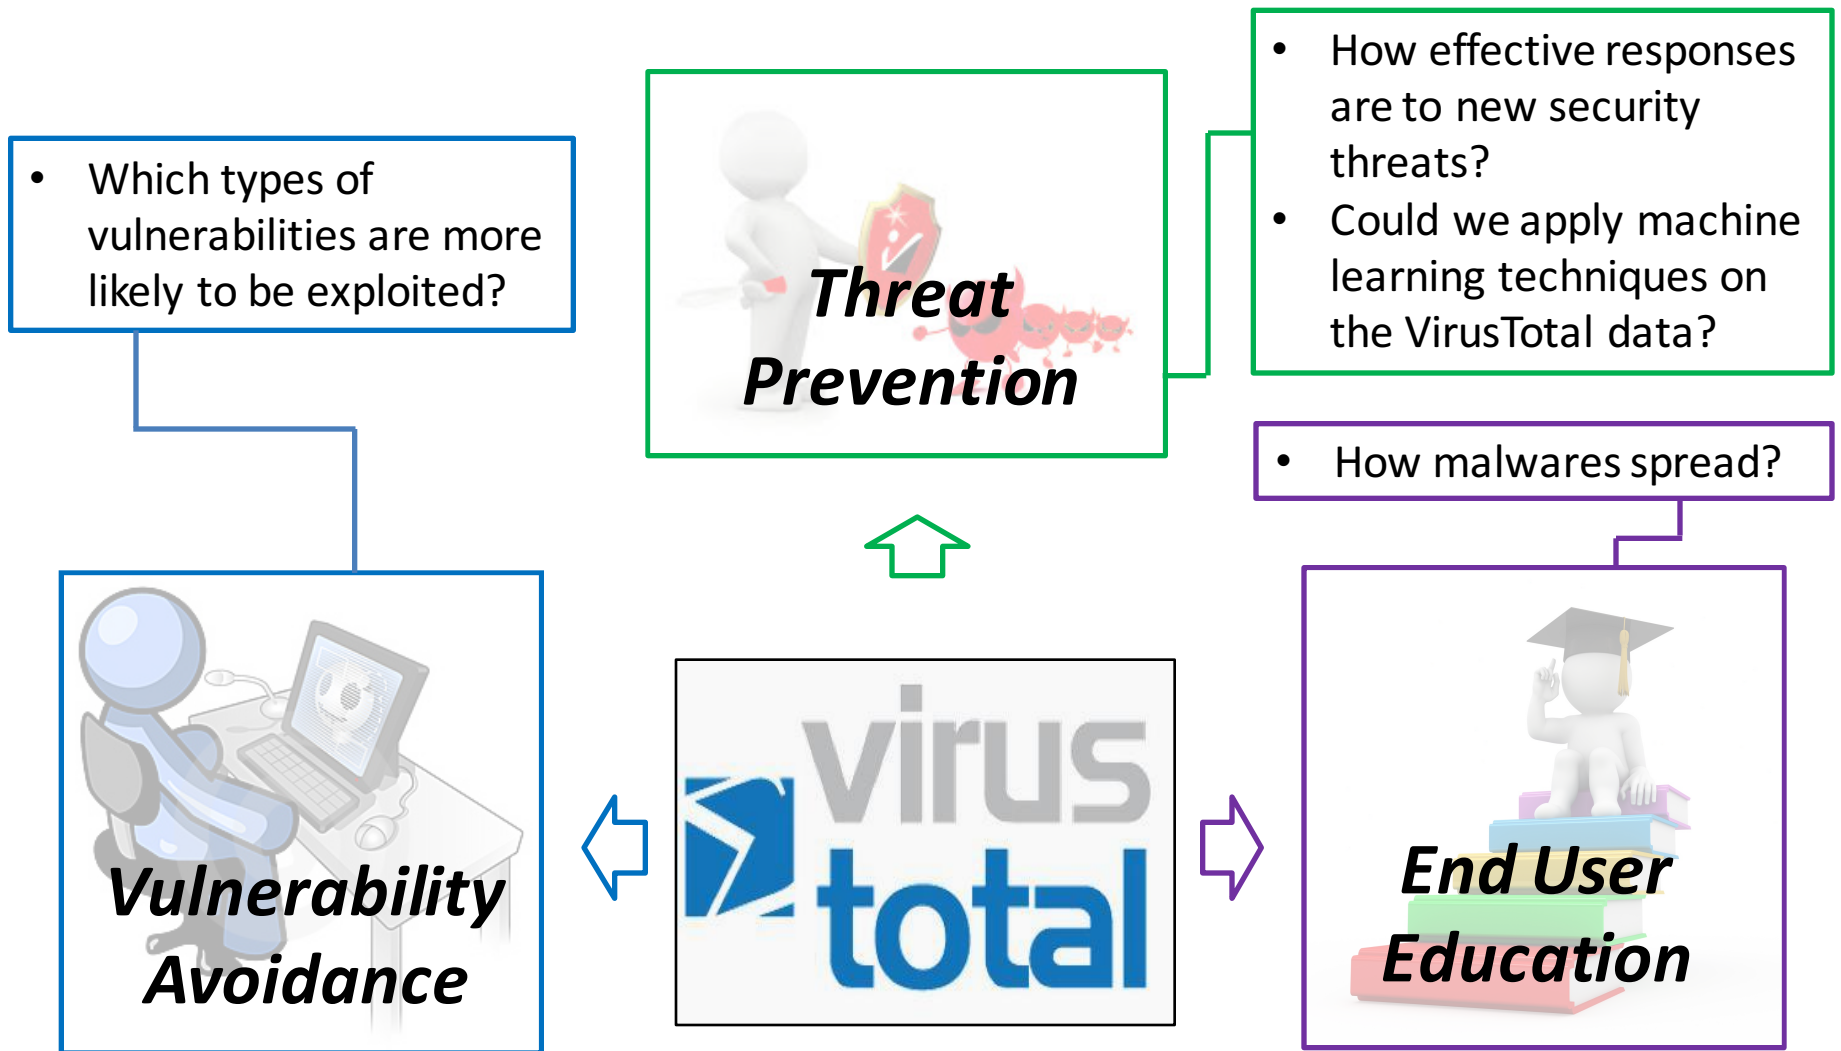 • Which types of
vulnerabilities are more
likely to be exploited?
Threat
Prevention
• How effective responses
are to new security
threats?
• Could we apply machine
learning techniques on
the VirusTotal data?
• How malwares spread?
Vulnerability
Avoidance
virus
total
End User
Education